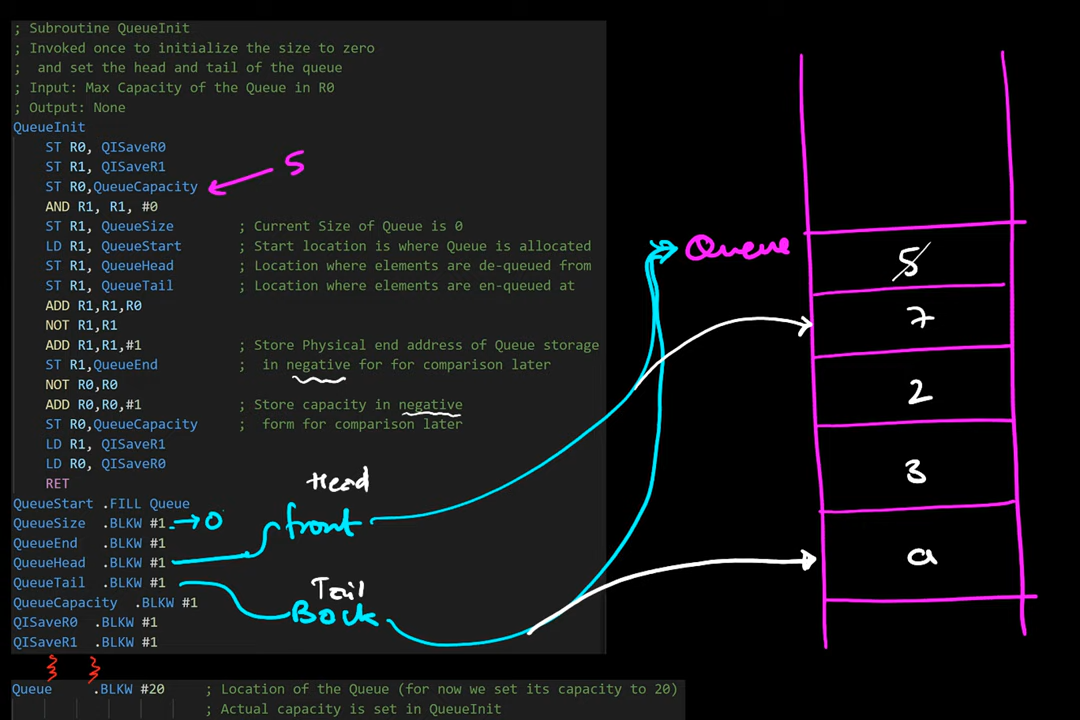 ; Subroutine QueueInit
; Invoked once to initialize the size to zero
;  and set the head and tail of the queue
; Input: Max Capacity of the Queue in R0
; Output: None
QueueInit
ST R0, QISaveR0
ST R1, QISaveR1
ST R0,QueueCapacity
5
AND R1, R1, #0
ST R1, QueueSize ; Current Size of Queue is 0
LD R1, QueueStart ; Start location is where Queue is allocated
ST R1, QueueHead ; Location where elements are de-queued from
ST R1, QueueTail ; Location where elements are en-queued at
ADD R1,R1,R0
NOT R1,R1
ADD R1,R1,#1 ; Store Physical end address of Queue storage
ST R1,QueueEnd ;  in negative for for comparison later
NOT R0,R0
ADD R0,R0,#1 ; Store capacity in negative
ST R0,QueueCapacity ;  form for comparison later
LD R1, QISaveR1
LD R0, QISaveR0
RET
QueueStart .FILL Queue
QueueSize .BLKW #1 0
QueueEnd .BLKW #1
QueueHead .BLKW #1
QueueTail .BLKW #1
QueueCapacity .BLKW #1
QISaveR0 .BLKW #1
QISaveR1 .BLKW #1
Head
front
Tail
Back
Queue .BLKW #20 ; Location of the Queue (for now we set its capacity to 20)
; Actual capacity is set in QueueInit
Queue
5
7
2
3
9